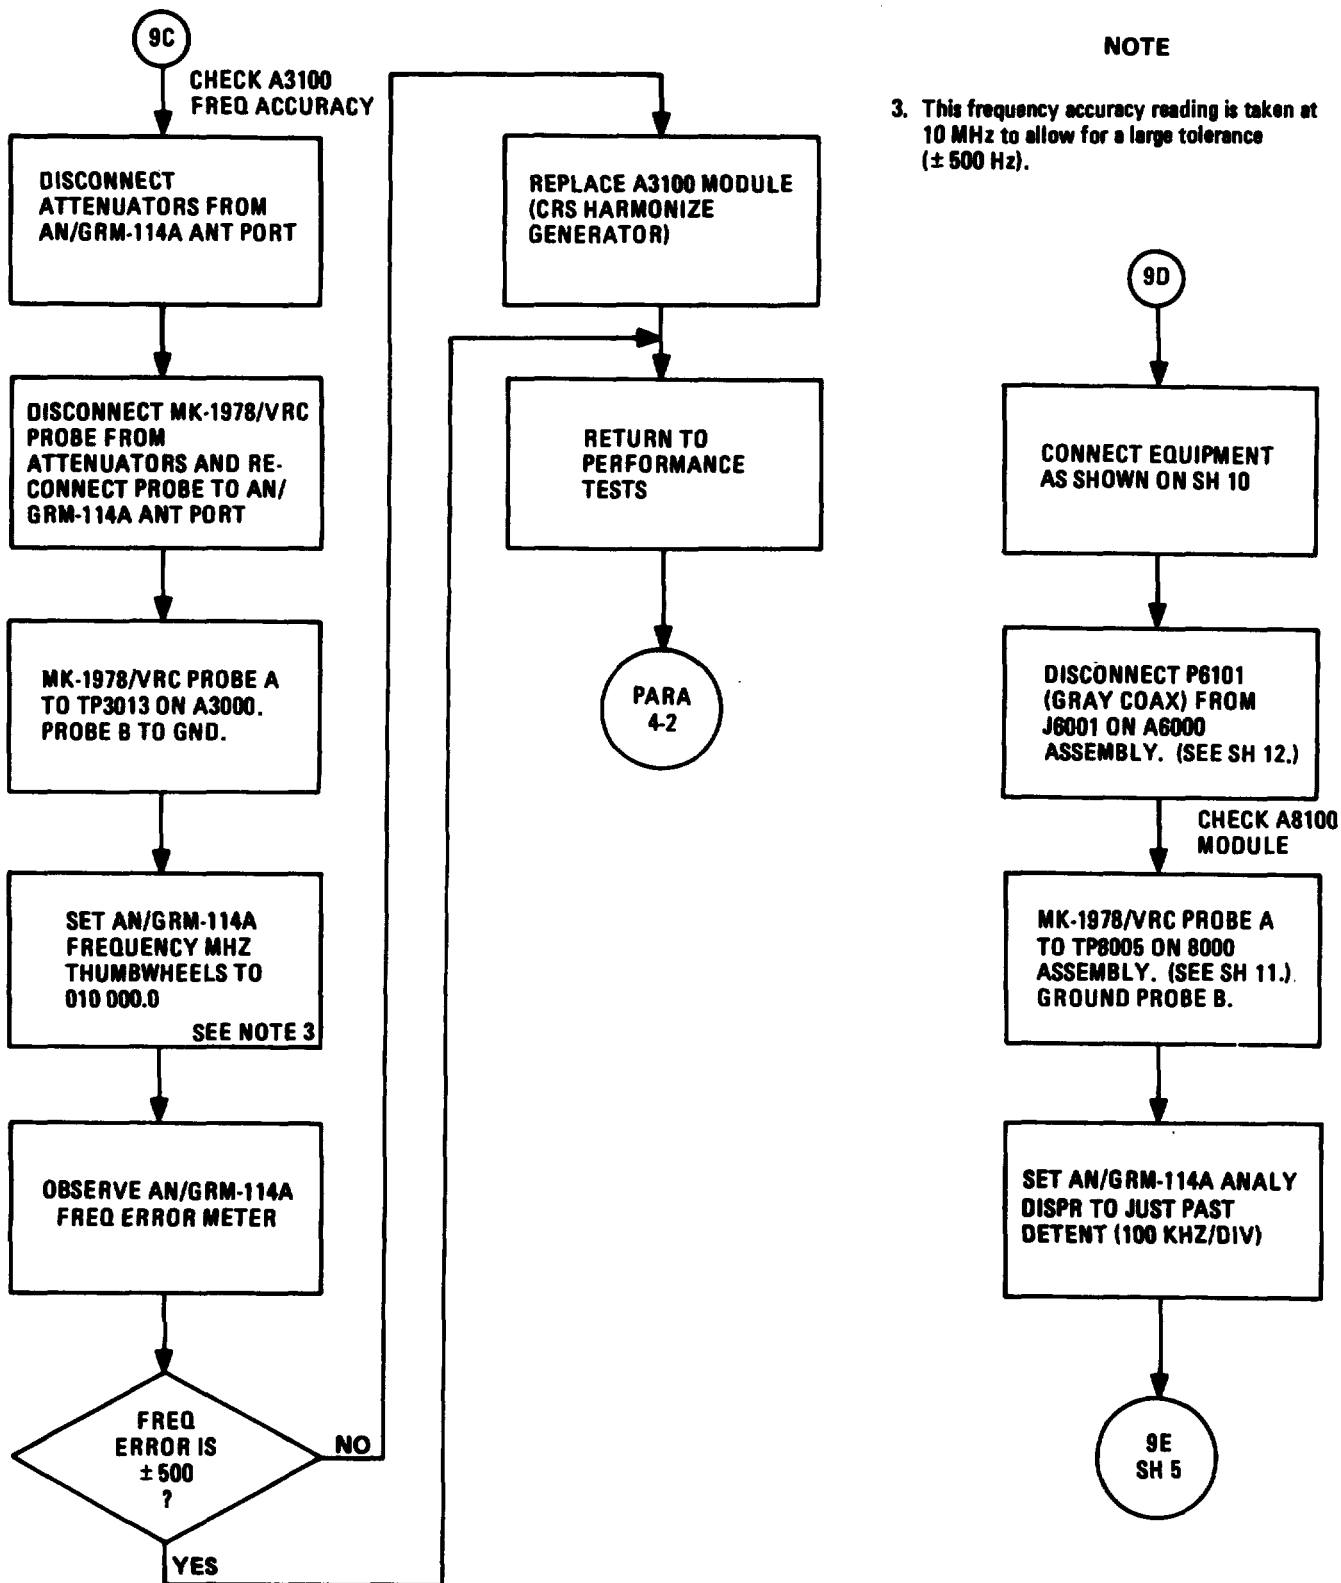 9C
CHECK A3100
FREQ ACCURACY
DISCONNECT
ATTENUATORS FROM
AN/GRM-114A ANT PORT
DISCONNECT MK-1978/VRC
PROBE FROM
ATTENUATORS AND RE-
CONNECT PROBE TO AN/
GRM-114A ANT PORT
MK-1978/VRC PROBE A
TO TP3013 ON A3000.
PROBE B TO GND.
SET AN/GRM-114A
FREQUENCY MHZ
THUMBWHEELS TO
010 000.0
SEE NOTE 3
OBSERVE AN/GRM-114A
FREQ ERROR METER
FREQ
ERROR IS
± 500
?
NO
YES
REPLACE A3100 MODULE
(CRS HARMONIZE
GENERATOR)
RETURN TO
PERFORMANCE
TESTS
PARA
4-2
NOTE
3. This frequency accuracy reading is taken at
10 MHz to allow for a large tolerance
(± 500 Hz).
9D
CONNECT EQUIPMENT
AS SHOWN ON SH 10
DISCONNECT P6101
(GRAY COAX) FROM
J6001 ON A6000
ASSEMBLY. (SEE SH 12.)
CHECK A8100
MODULE
MK-1978/VRC PROBE A
TO TP8005 ON 8000
ASSEMBLY. (SEE SH 11.)
GROUND PROBE B.
SET AN/GRM-114A ANALY
DISPR TO JUST PAST
DETENT (100 KHZ/DIV)
9E
SH 5